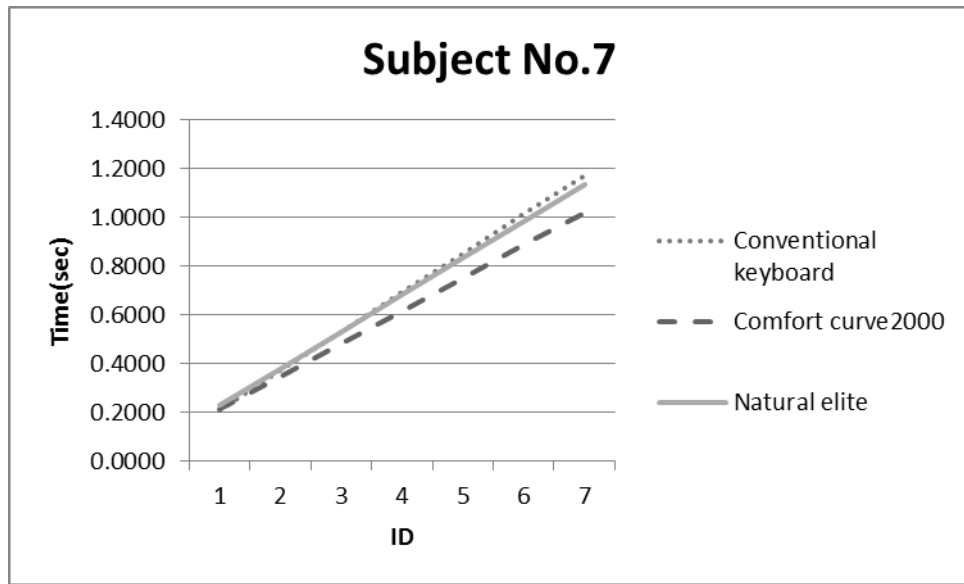 Subject No.7
1.4000
1.2000
1.0000
0.8000
0.6000
0.4000
0.2000
0.0000
Time(sec)
1 2 3 4 5 6 7
ID
Conventional
keyboard
Comfort curve2000
Natural elite